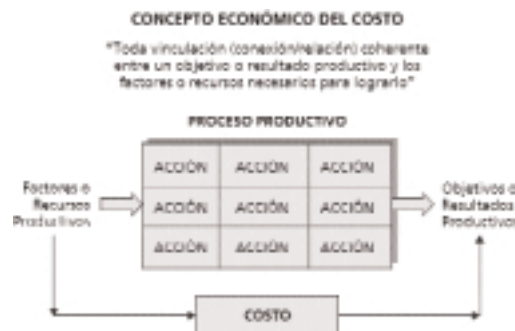 CONCEPTO ECONÓMICO DEL COSTO
"Toda vinculación (conexión/relación) coherente
entre un objetivo o resultado productivo y los
factores o recursos necesarios para lograrlo"
PROCESO PRODUCTIVO
ACCIÓN ACCIÓN ACCIÓN
Factores o
Recursos
Productivos
ACCIÓN ACCIÓN ACCIÓN
Objetivos o
Resultados
Productivos
ACCIÓN ACCIÓN ACCIÓN
COSTO